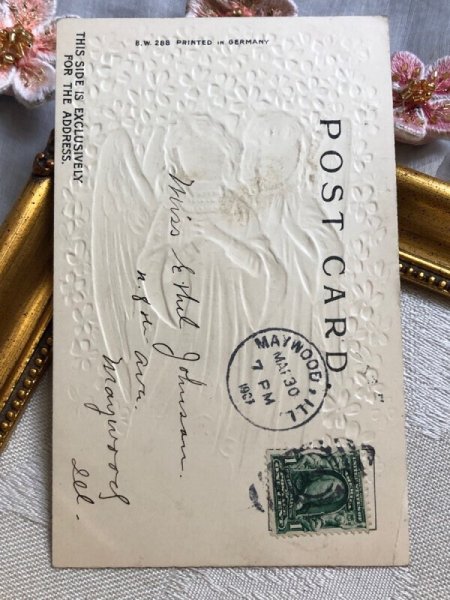 B.W. 288 PRINTED IN GERMANY
THIS SIDE IS EXCLUSIVELY
FOR THE ADDRESS.
POST CARD.
MAYWOOD, ILL.
MAR 30
7 PM
Miss Ethel Johnson.
ave.
Maywood
Ill.